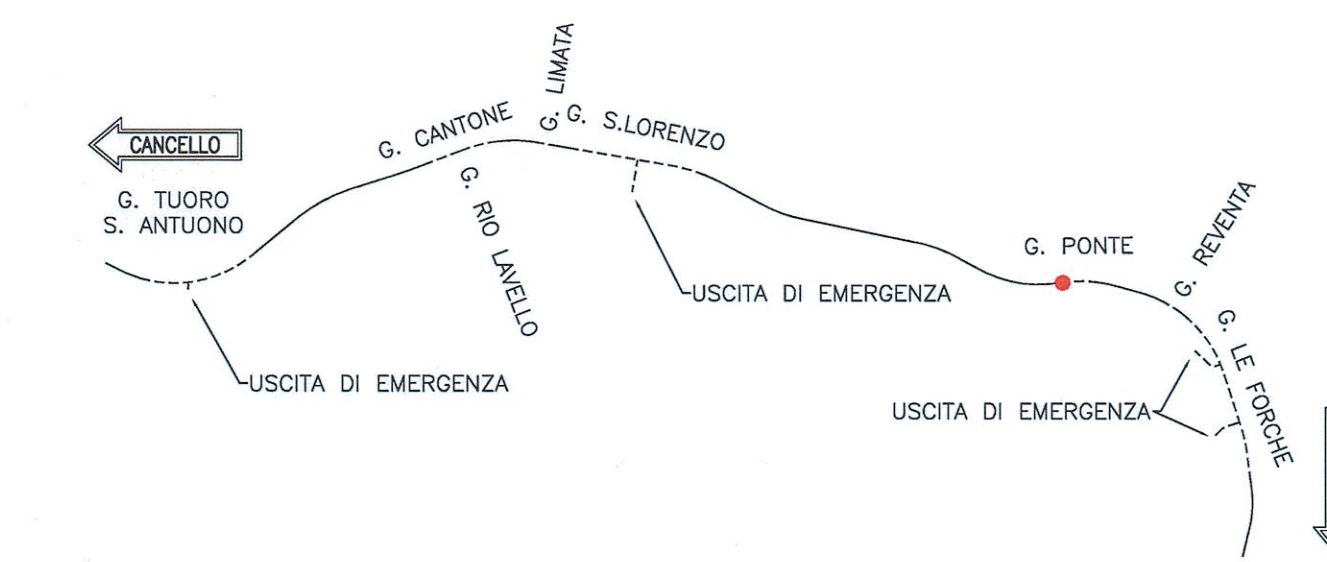 CANCELLO
G. TUORO
S. ANTUONO
G. CANTONE
G. RIO LAVELLO
G. LIMATA
G. S.LORENZO
USCITA DI EMERGENZA
USCITA DI EMERGENZA
G. PONTE
G. REVENTA
G. LE FORCHE
USCITA DI EMERGENZA